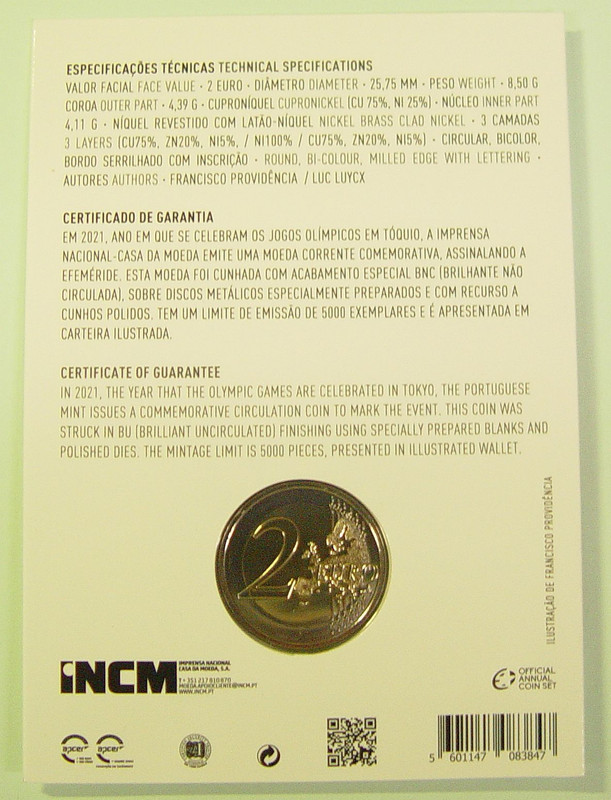 ESPECIFICAÇÕES TÉCNICAS TECHNICAL SPECIFICATIONS
VALOR FACIAL FACE VALUE · 2 EURO · DIÂMETRO DIAMETER · 25,75 MM · PESO WEIGHT · 8,50 G
COROA OUTER PART · 4,39 G · CUPRONÍQUEL CUPRONICKEL (CU 75%, NI 25%) · NÚCLEO INNER PART
4,11 G · NÍQUEL REVESTIDO COM LATÃO-NÍQUEL NICKEL BRASS CLAD NICKEL · 3 CAMADAS
3 LAYERS (CU75%, ZN20%, NI5%, / NI100% / CU75%, ZN20%, NI5%) · CIRCULAR, BICOLOR,
BORDO SERRILHADO COM INSCRIÇÃO · ROUND, BI-COLOUR, MILLED EDGE WITH LETTERING ·
AUTORES AUTHORS · FRANCISCO PROVIDÊNCIA / LUC LUYCX
CERTIFICADO DE GARANTIA
EM 2021, ANO EM QUE SE CELEBRAM OS JOGOS OLÍMPICOS EM TÓQUIO, A IMPRENSA
NACIONAL-CASA DA MOEDA EMITE UMA MOEDA CORRENTE COMEMORATIVA, ASSINALANDO A
EFEMÉRIDE. ESTA MOEDA FOI CUNHADA COM ACABAMENTO ESPECIAL BNC (BRILHANTE NÃO
CIRCULADA), SOBRE DISCOS METÁLICOS ESPECIALMENTE PREPARADOS E COM RECURSO A
CUNHOS POLIDOS. TEM UM LIMITE DE EMISSÃO DE 5000 EXEMPLARES E É APRESENTADA EM
CARTEIRA ILUSTRADA.
CERTIFICATE OF GUARANTEE
IN 2021, THE YEAR THAT THE OLYMPIC GAMES ARE CELEBRATED IN TOKYO, THE PORTUGUESE
MINT ISSUES A COMMEMORATIVE CIRCULATION COIN TO MARK THE EVENT. THIS COIN WAS
STRUCK IN BU (BRILLIANT UNCIRCULATED) FINISHING USING SPECIALLY PREPARED BLANKS AND
POLISHED DIES. THE MINTAGE LIMIT IS 5000 PIECES, PRESENTED IN ILLUSTRATED WALLET.
ILUSTRAÇÃO DE FRANCISCO PROVIDÊNCIA
2 EURO
INCM
IMPRENSA NACIONAL
CASA DA MOEDA, S.A.
T + 351 217 810 870
MOEDA.APOIOCLIENTE@INCM.PT
WWW.INCM.PT
OFFICIAL
ANNUAL
COIN SET
apcer apcer
5 601147 083847